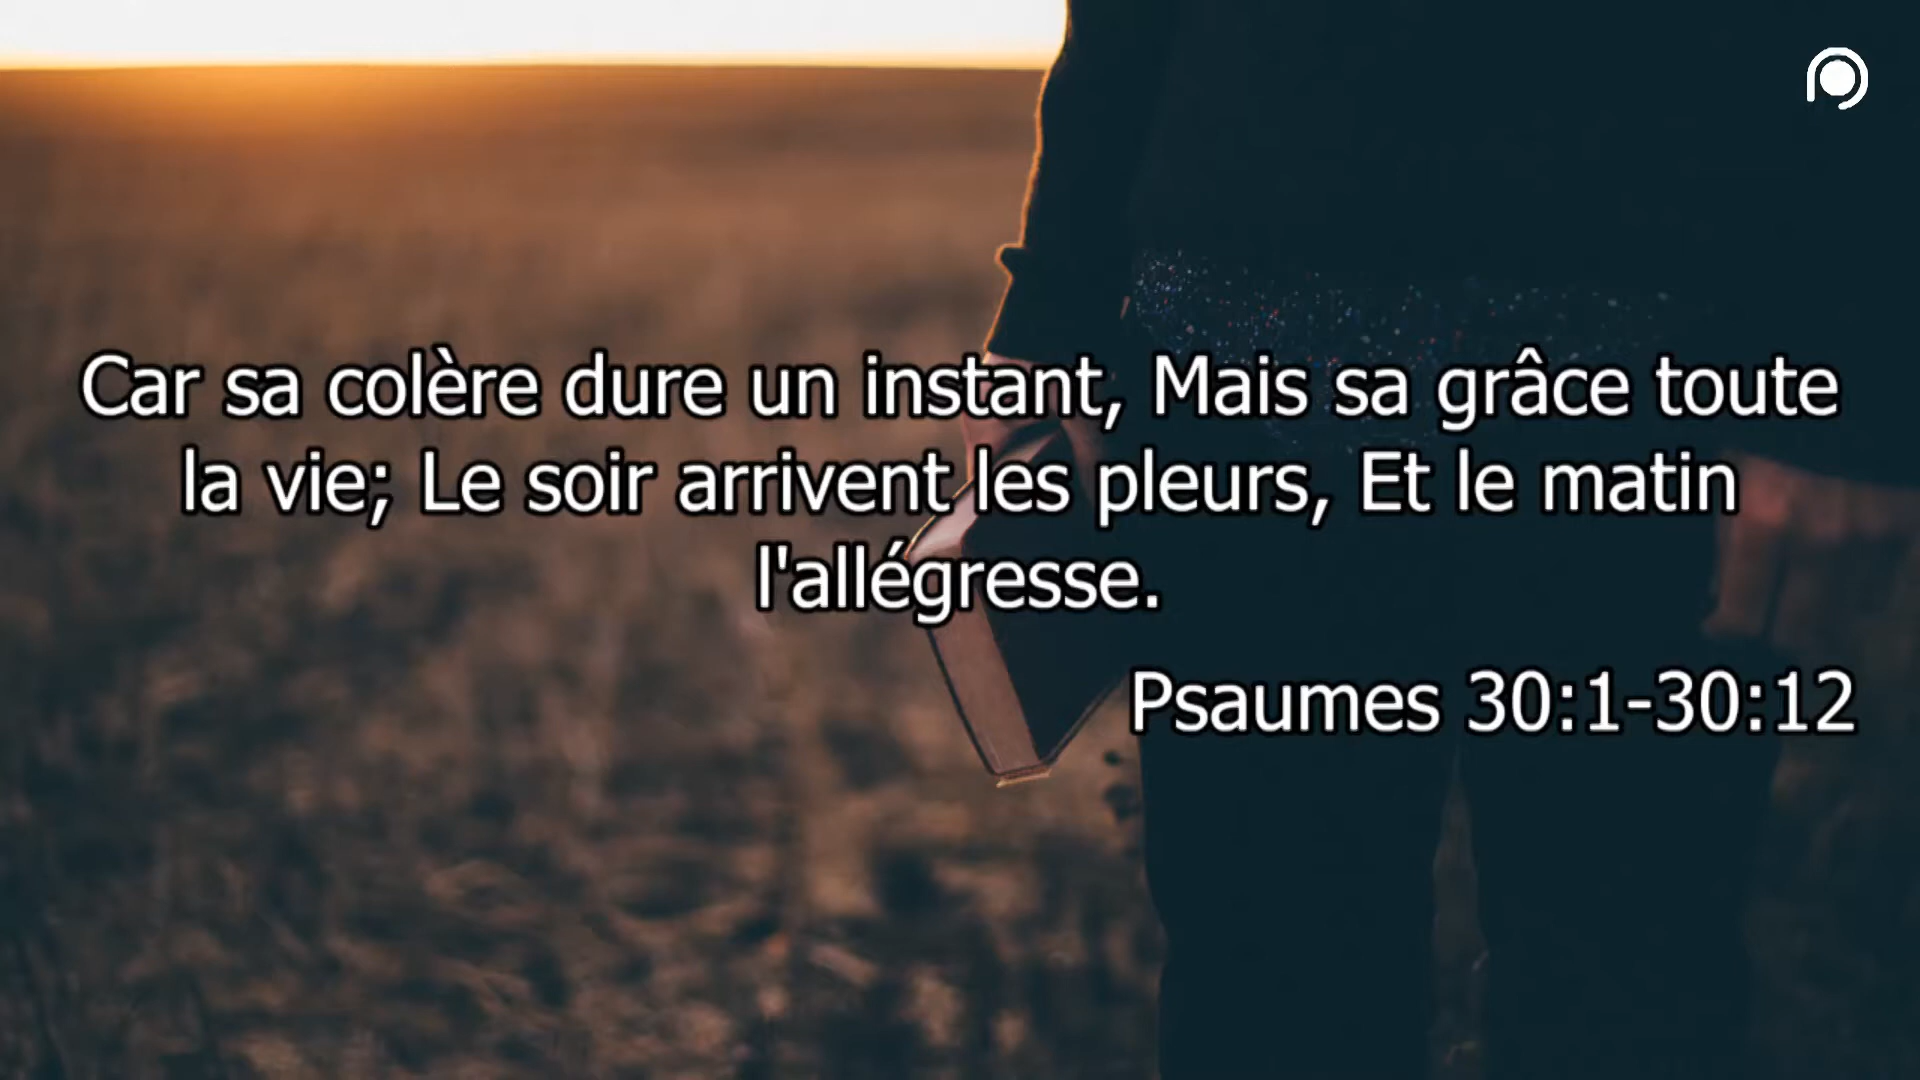 Car sa colère dure un instant, Mais sa grâce toute
la vie; Le soir arrivent les pleurs, Et le matin
l'allégresse.
Psaumes 30:1-30:12